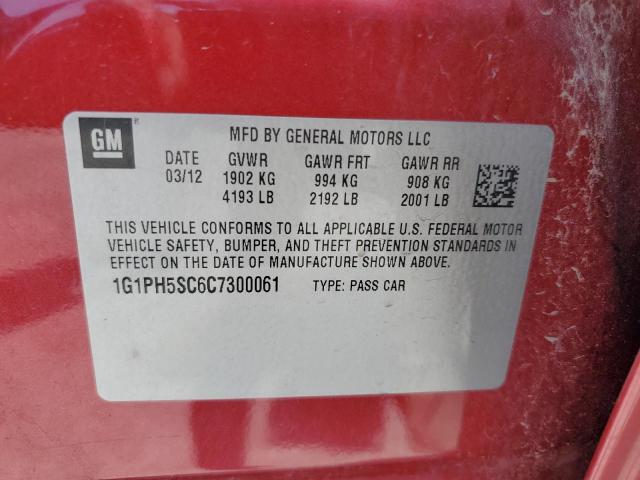 GM
MFD BY GENERAL MOTORS LLC
DATE GVWR GAWR FRT GAWR RR
03/12 1902 KG 994 KG 908 KG
4193 LB 2192 LB 2001 LB
THIS VEHICLE CONFORMS TO ALL APPLICABLE U.S. FEDERAL MOTOR
VEHICLE SAFETY, BUMPER, AND THEFT PREVENTION STANDARDS IN
EFFECT ON THE DATE OF MANUFACTURE SHOWN ABOVE.
1G1PH5SC6C7300061 TYPE: PASS CAR